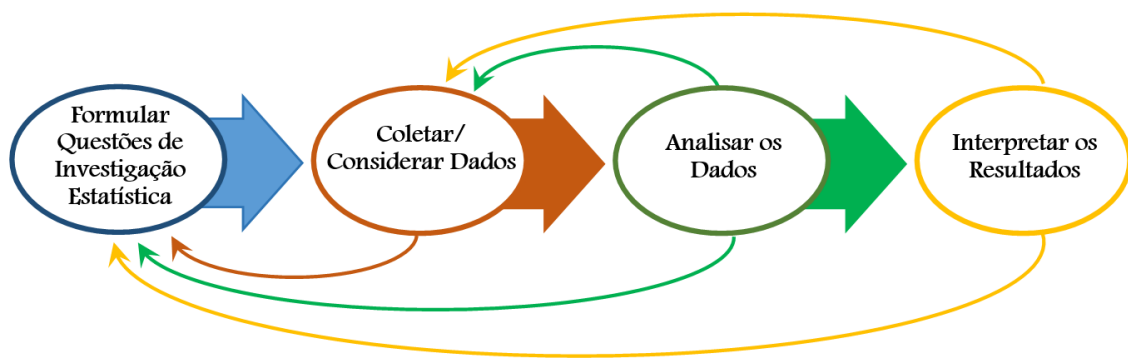 Formular
Questões de
Investigação
Estatística
Coletar/
Considerar Dados
Analisar os
Dados
Interpretar os
Resultados